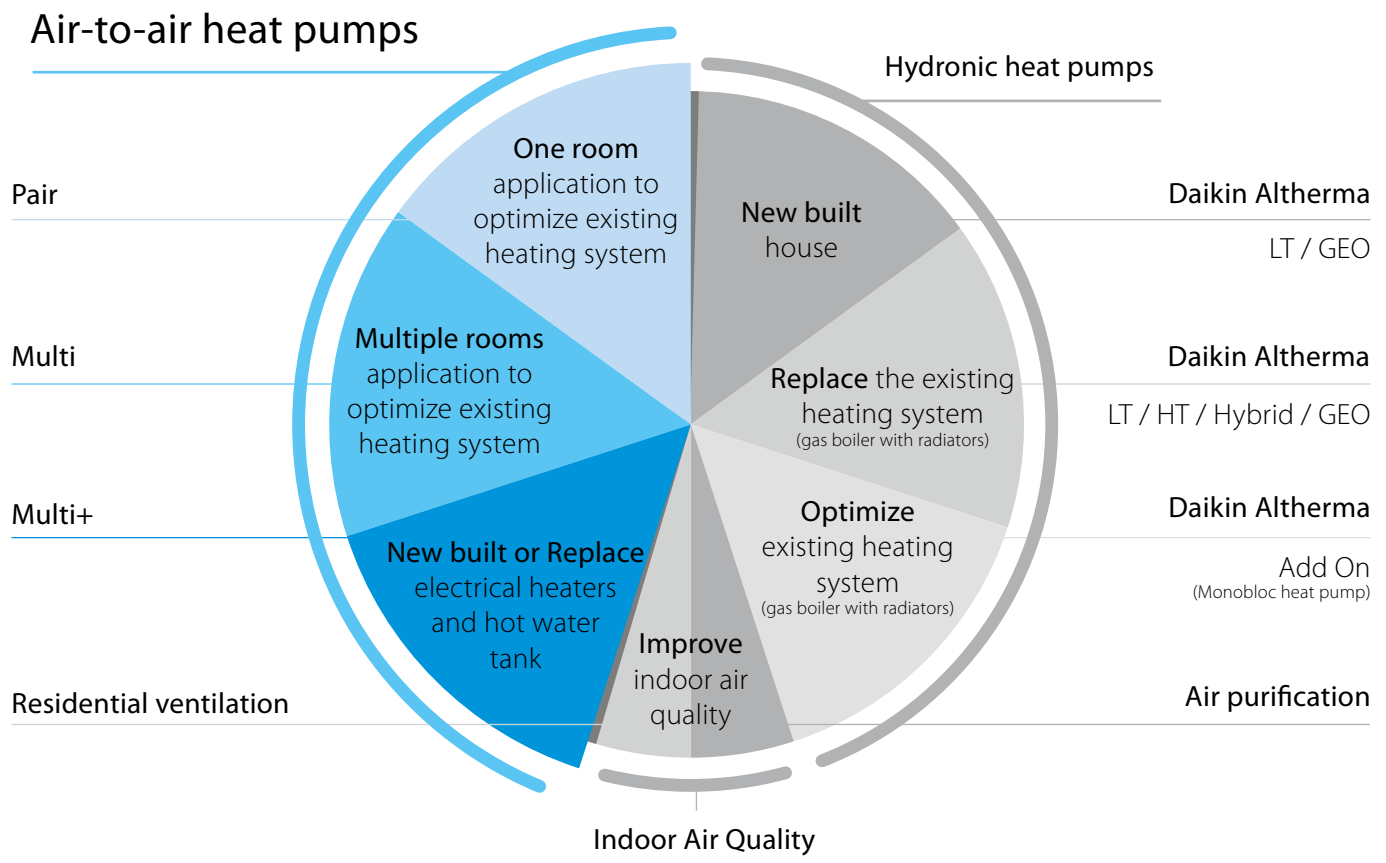 Air-to-air heat pumps
Hydronic heat pumps
One room
application to
optimize existing
heating system
New built
house
Pair
Daikin Altherma
LT / GEO
Multiple rooms
application to
optimize existing
heating system
Multi
Replace the existing
heating system
(gas boiler with radiators)
Daikin Altherma
LT / HT / Hybrid / GEO
Multi+
New built or Replace
electrical heaters
and hot water
tank
Optimize
existing heating
system
(gas boiler with radiators)
Daikin Altherma
Add On
(Monobloc heat pump)
Residential ventilation
Improve
indoor air
quality
Air purification
Indoor Air Quality